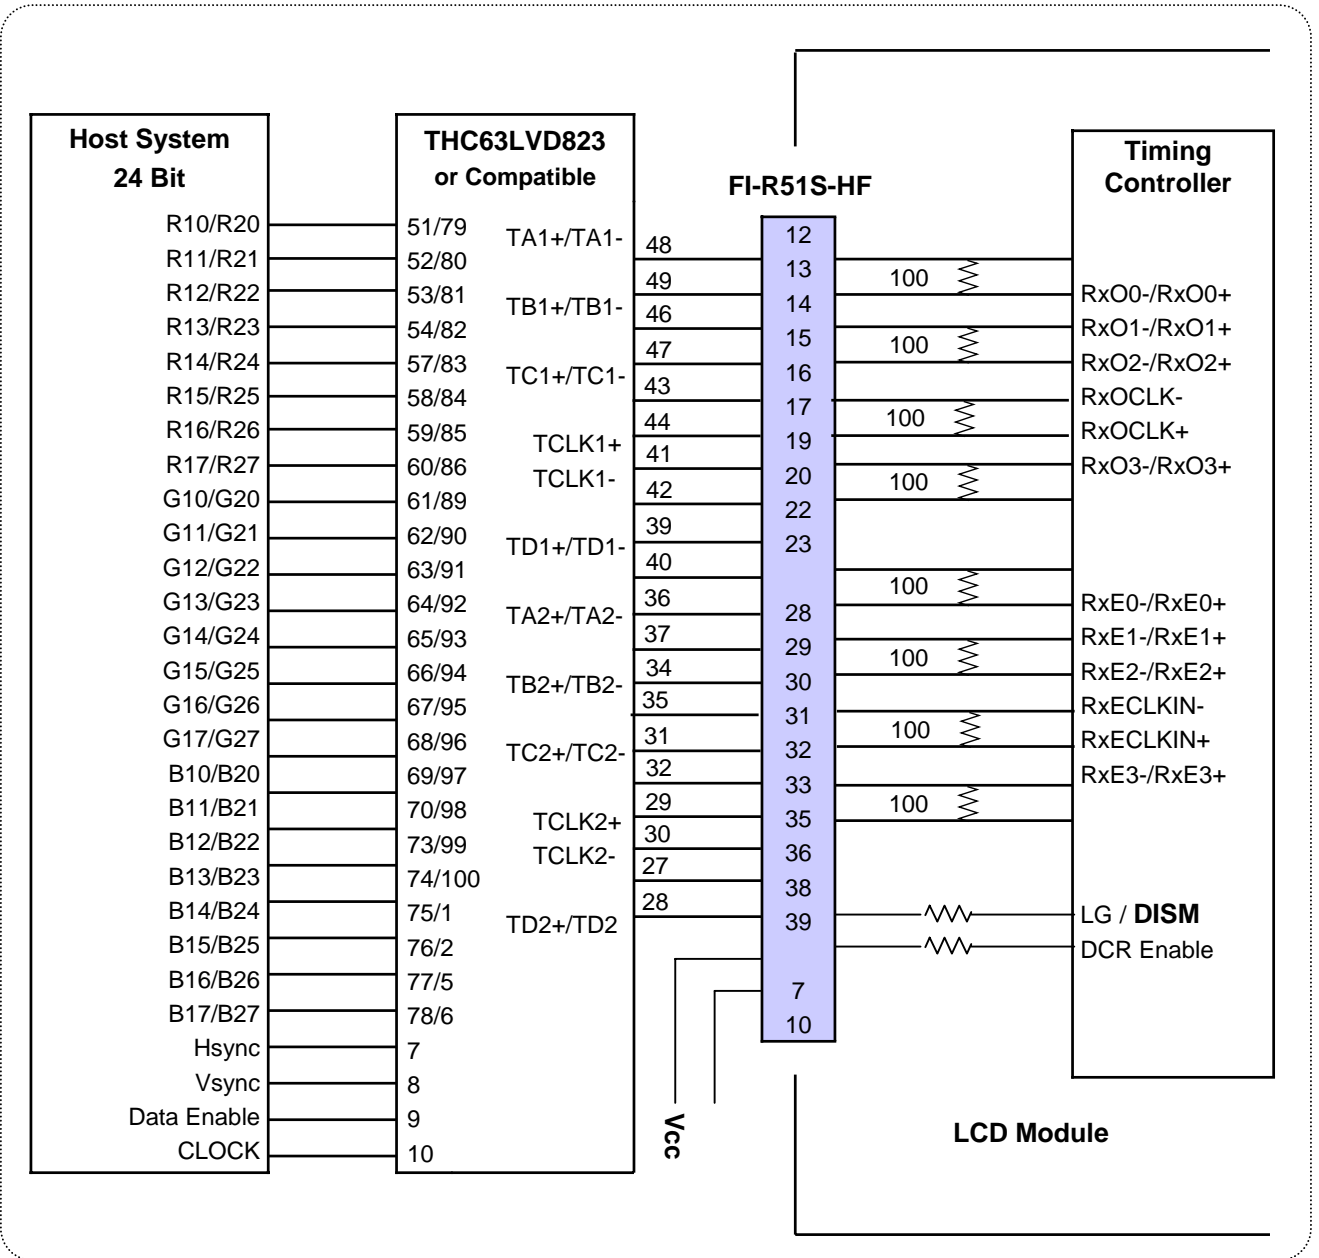 Host System
24 Bit
R10/R20
R11/R21
R12/R22
R13/R23
R14/R24
R15/R25
R16/R26
R17/R27
G10/G20
G11/G21
G12/G22
G13/G23
G14/G24
G15/G25
G16/G26
G17/G27
B10/B20
B11/B21
B12/B22
B13/B23
B14/B24
B15/B25
B16/B26
B17/B27
Hsync
Vsync
Data Enable
CLOCK
THC63LVD823
or Compatible
51/79
52/80
53/81
54/82
57/83
58/84
59/85
60/86
61/89
62/90
63/91
64/92
65/93
66/94
67/95
68/96
69/97
70/98
73/99
74/100
75/1
76/2
77/5
78/6
7
8
9
10
TA1+/TA1-
TB1+/TB1-
TC1+/TC1-
TCLK1+
TCLK1-
TD1+/TD1-
TA2+/TA2-
TB2+/TB2-
TC2+/TC2-
TCLK2+
TCLK2-
TD2+/TD2
48
49
46
47
43
44
41
42
39
40
36
37
34
35
31
32
29
30
27
28
Vcc
FI-R51S-HF
12
13
14
15
16
17
19
20
22
23
28
29
30
31
32
33
35
36
38
39
7
10
100
100
100
100
100
100
100
100
Timing
Controller
RxO0-/RxO0+
RxO1-/RxO1+
RxO2-/RxO2+
RxOCLK-
RxOCLK+
RxO3-/RxO3+
RxE0-/RxE0+
RxE1-/RxE1+
RxE2-/RxE2+
RxECLKIN-
RxECLKIN+
RxE3-/RxE3+
LG / DISM
DCR Enable
LCD Module